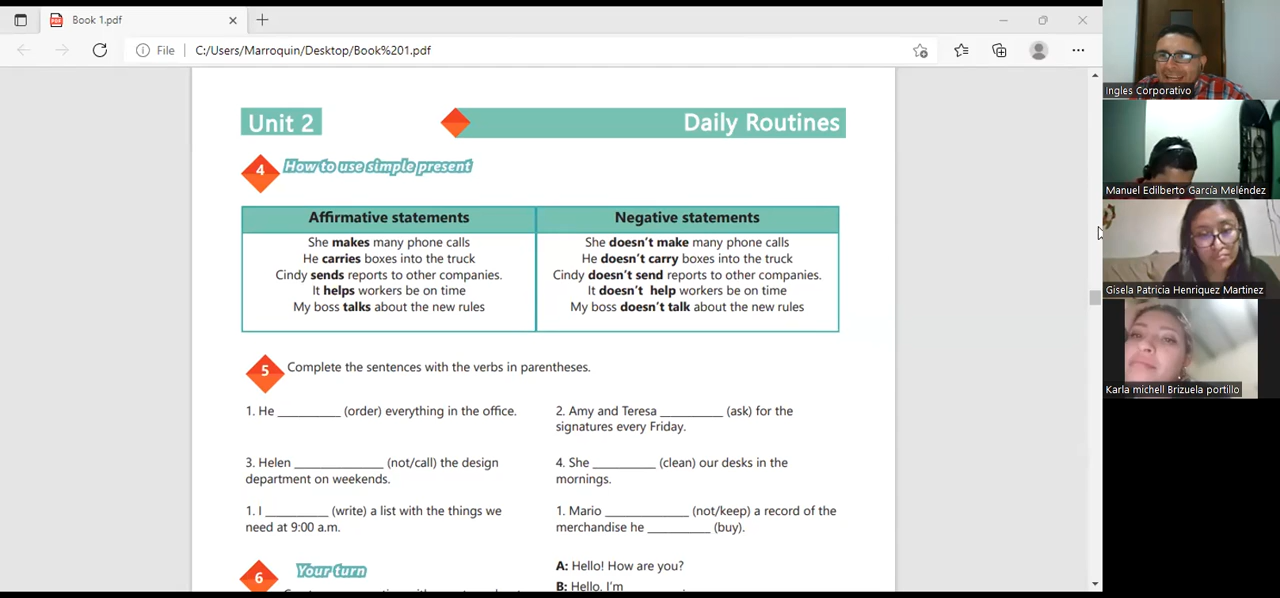 Book 1.pdf
File
C:/Users/Marroquin/Desktop/Book%201.pdf
Unit 2
Daily Routines
4
How to use simple present
Affirmative statements
She makes many phone calls
He carries boxes into the truck
Cindy sends reports to other companies.
It helps workers be on time
My boss talks about the new rules
Negative statements
She doesn't make many phone calls
He doesn't carry boxes into the truck
Cindy doesn't send reports to other companies.
It doesn't help workers be on time
My boss doesn't talk about the new rules
5
Complete the sentences with the verbs in parentheses.
1. He _________ (order) everything in the office.
2. Amy and Teresa _________ (ask) for the
signatures every Friday.
3. Helen _____________ (not/call) the design
department on weekends.
4. She _________ (clean) our desks in the
mornings.
1. I _________ (write) a list with the things we
need at 9:00 a.m.
1. Mario ____________ (not/keep) a record of the
merchandise he _________ (buy).
6
Your turn
A: Hello! How are you?
B: Hello, I'm
Ingles Corporativo
Manuel Edilberto García Meléndez
Gisela Patricia Henriquez Martinez
Karla michell Brizuela portillo